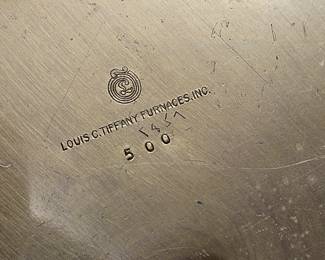 LOUIS C. TIFFANY FURNACES, INC.
500